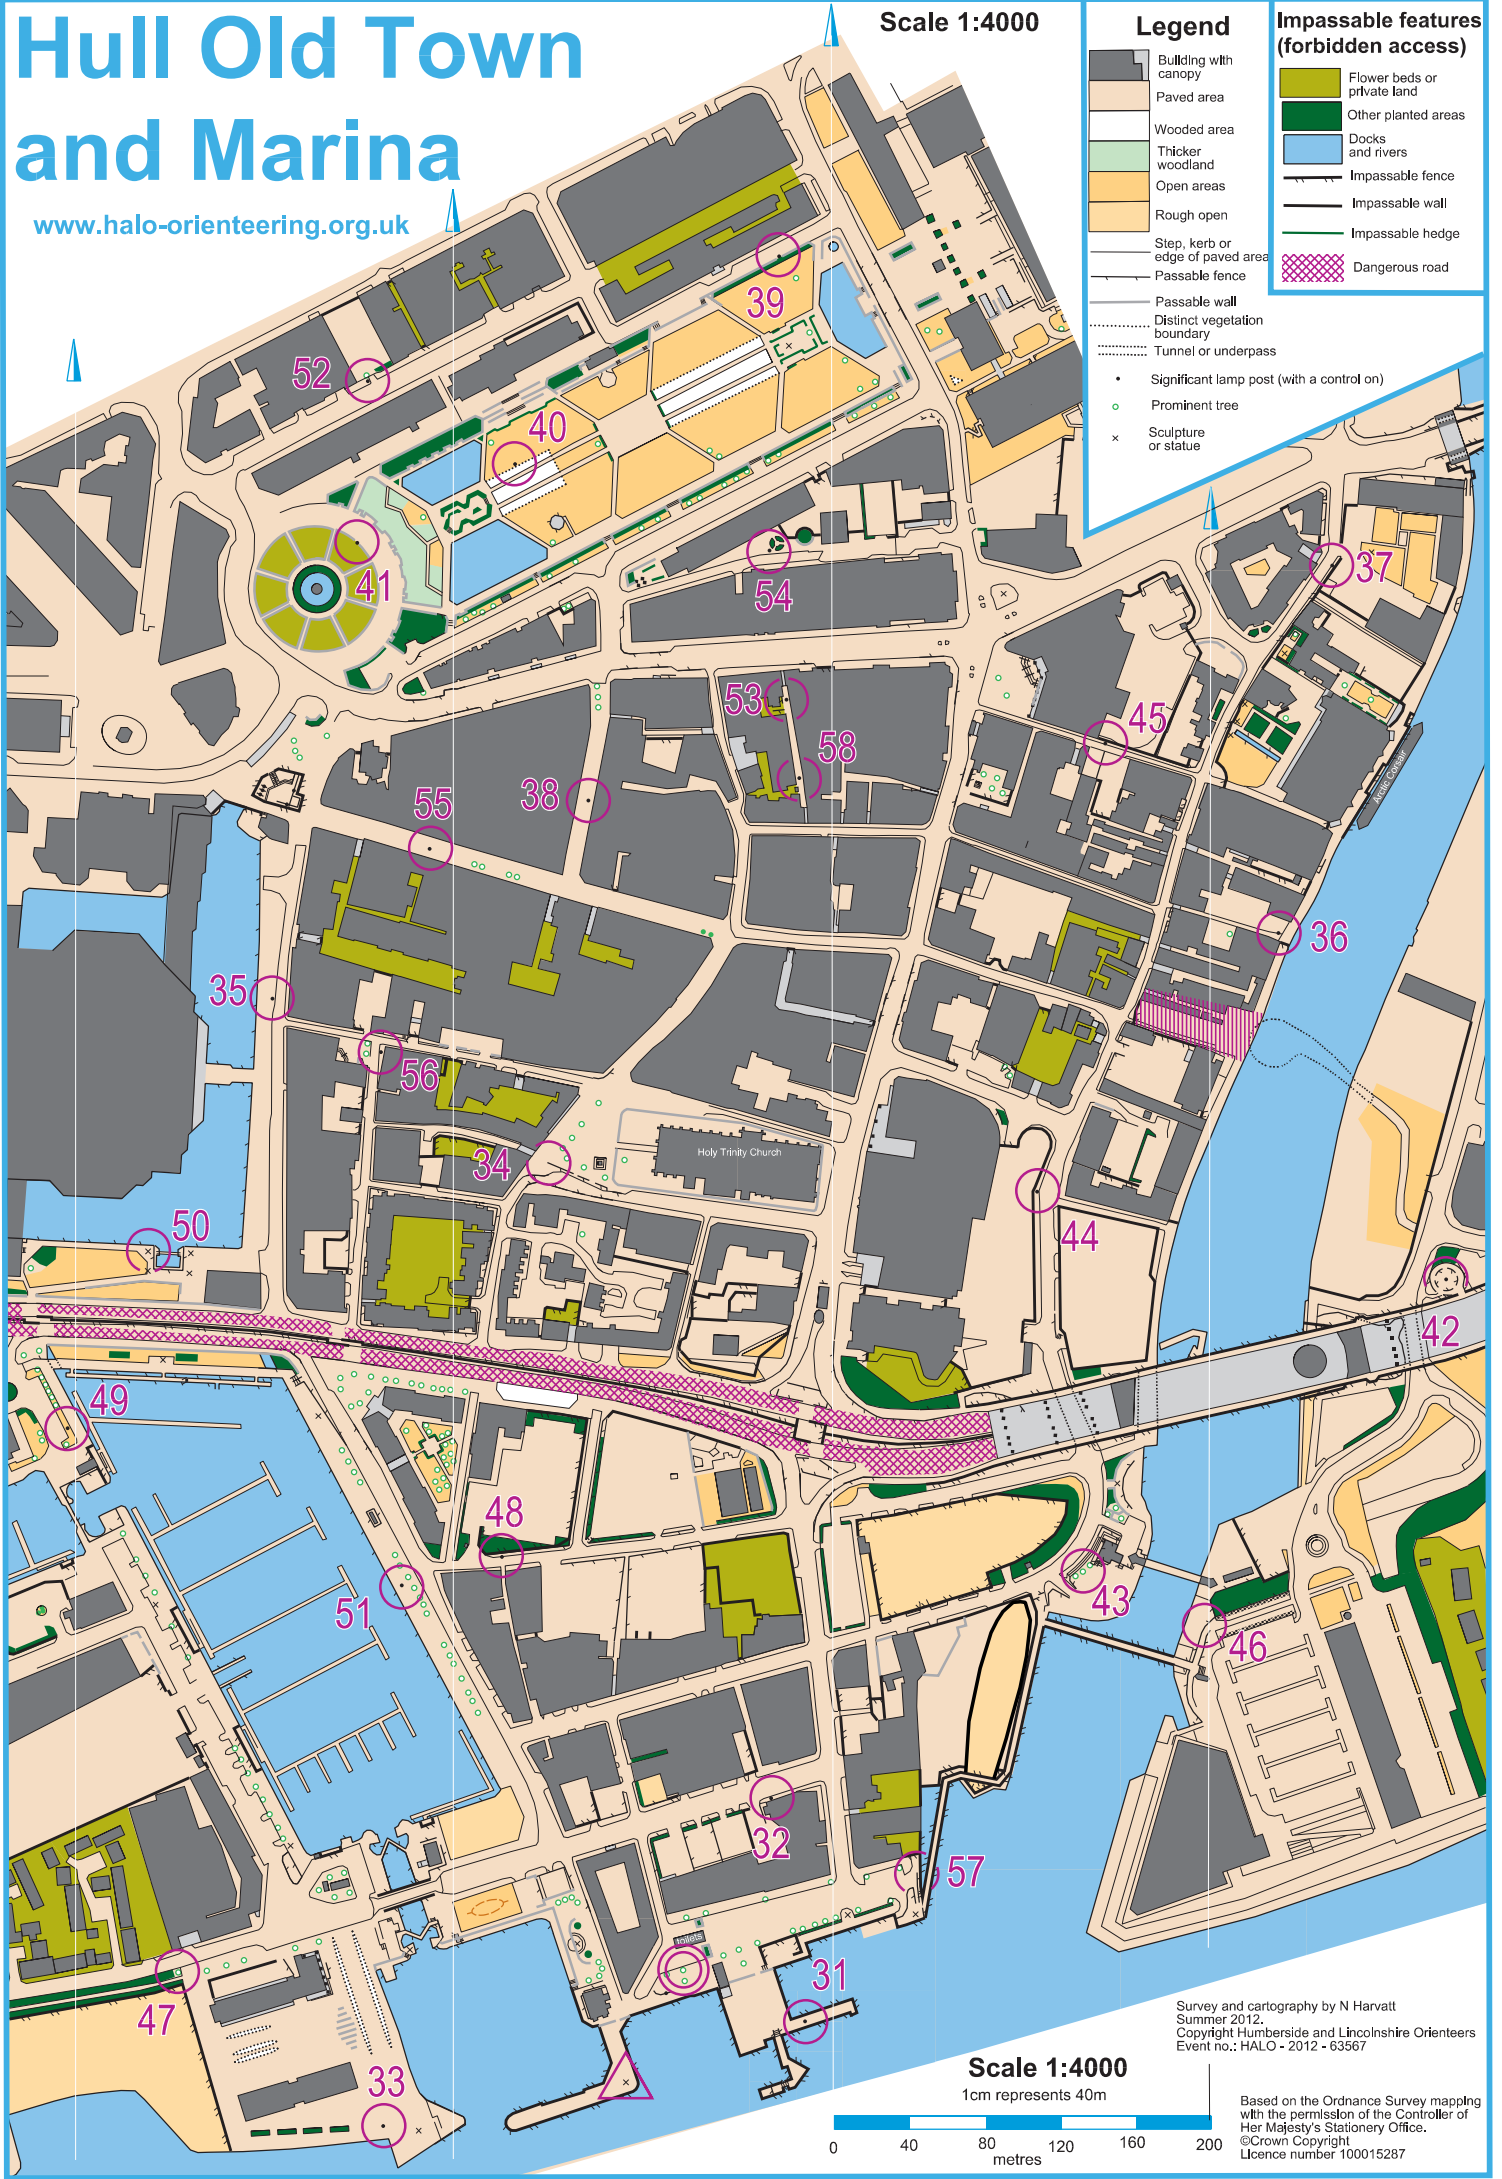 Hull Old Town
and Marina
www.halo-orienteering.org.uk
Scale 1:4000
Legend
Building with
canopy
Paved area
Wooded area
Thicker
woodland
Open areas
Rough open
Step, kerb or
edge of paved area
Passable fence
Passable wall
Distinct vegetation
boundary
Tunnel or underpass
Significant lamp post (with a control on)
Prominent tree
Sculpture
or statue
Impassable features
(forbidden access)
Flower beds or
private land
Other planted areas
Docks
and rivers
Impassable fence
Impassable wall
Impassable hedge
Dangerous road
39
52
40
41
54
37
53
45
58
38
55
Arctic Corsair
36
35
56
34
Holy Trinity Church
44
50
42
49
48
51
43
46
32
57
toilets
31
47
33
Survey and cartography by N Harvatt
Summer 2012.
Copyright Humberside and Lincolnshire Orienteers
Event no.: HALO - 2012 - 63567
Scale 1:4000
1cm represents 40m
0 40 80 120 160 200
metres
Based on the Ordnance Survey mapping
with the permission of the Controller of
Her Majesty's Stationery Office.
©Crown Copyright
Licence number 100015287